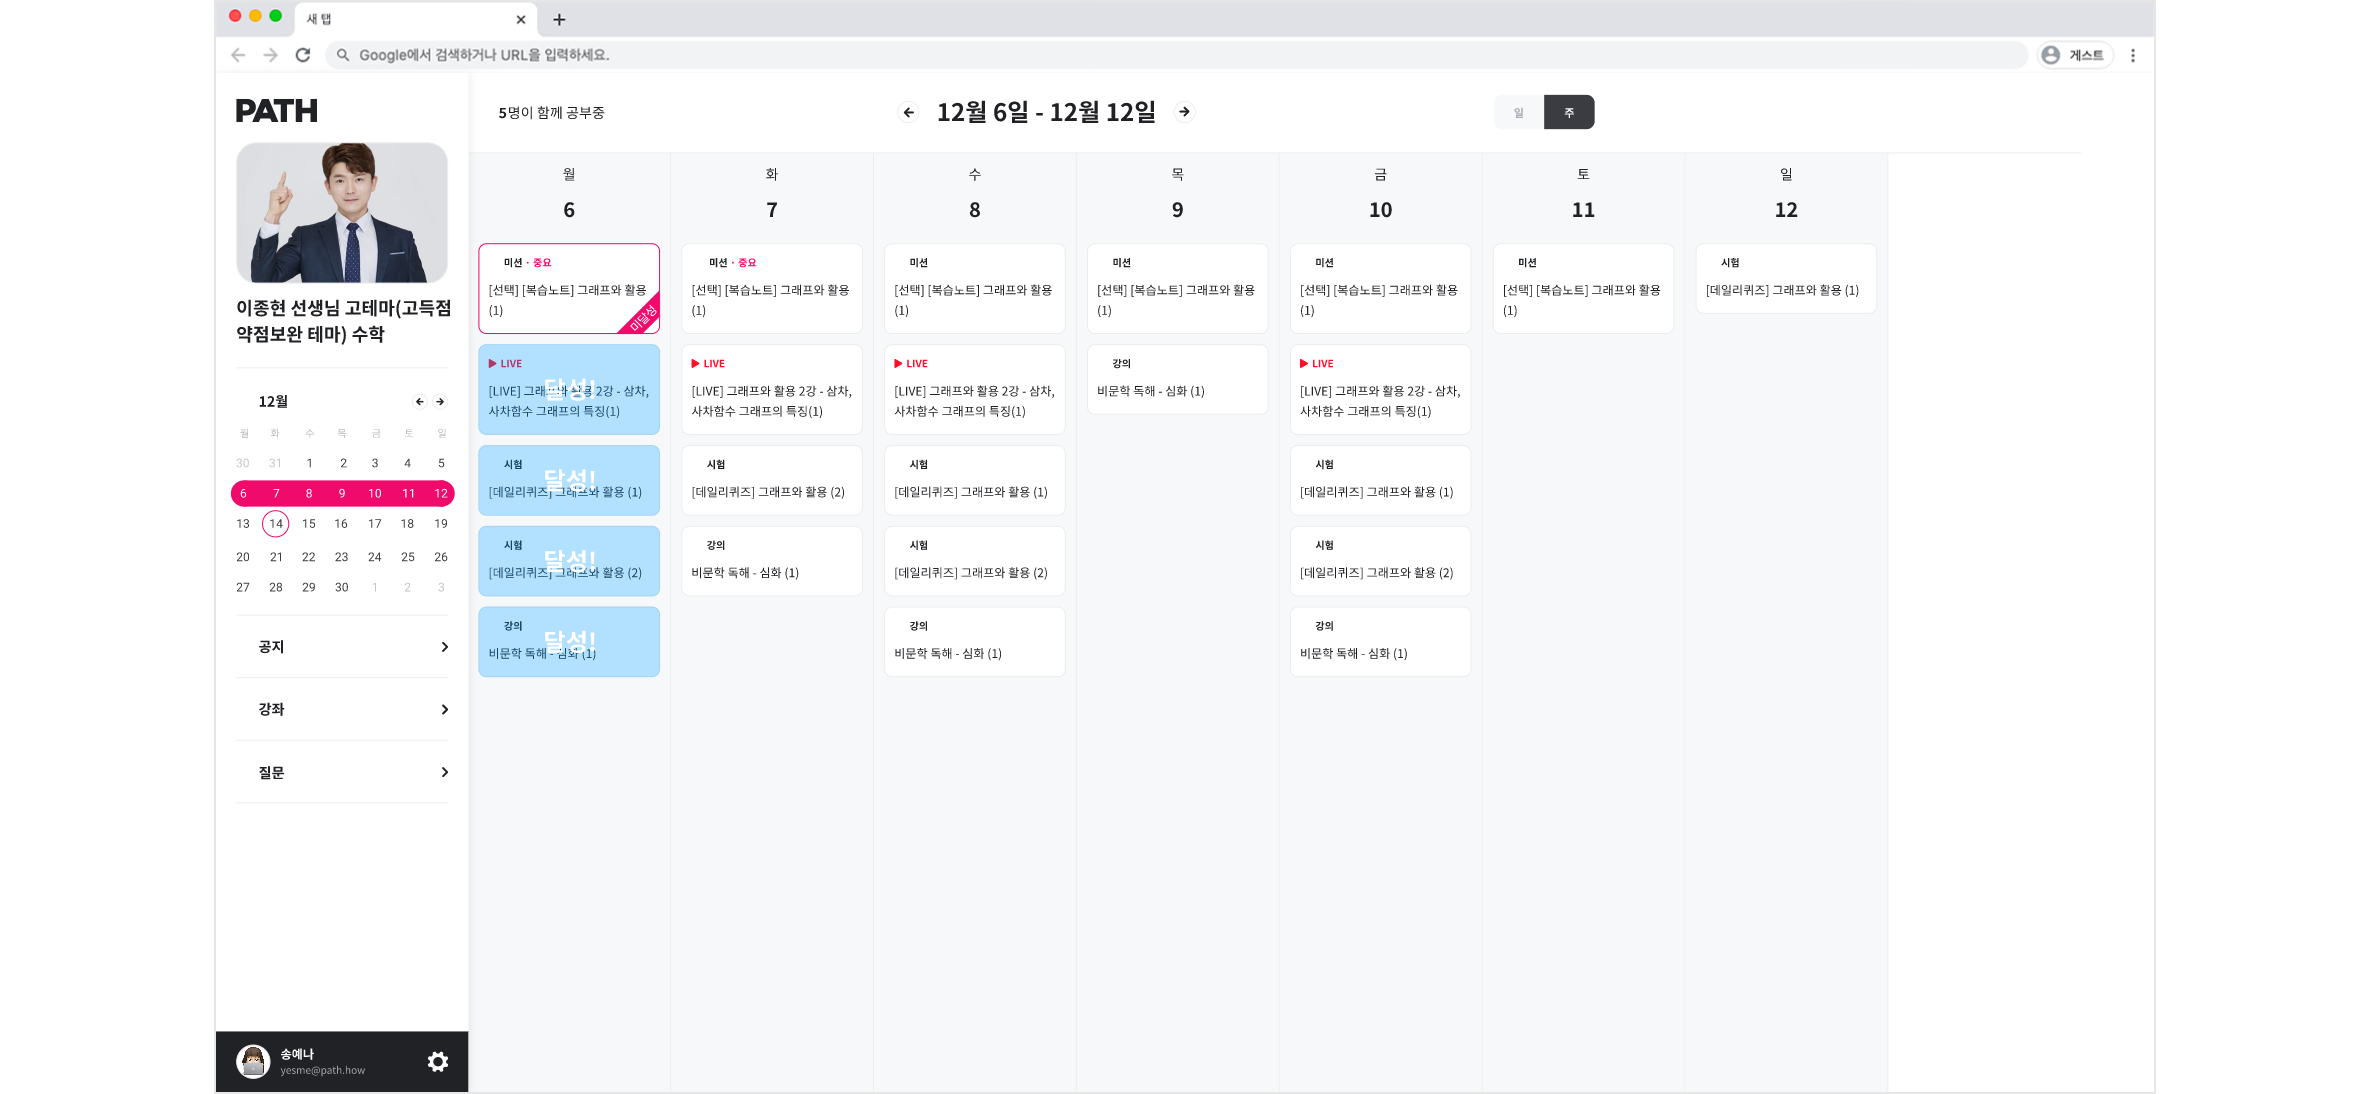 새 탭
Google에서 검색하거나 URL을 입력하세요.
게스트
PATH
이종현 선생님 고테마(고득점
약점보완 테마) 수학
12월
월 화 수 목 금 토 일
30 31 1 2 3 4 5
6 7 8 9 10 11 12
13 14 15 16 17 18 19
20 21 22 23 24 25 26
27 28 29 30 1 2 3
공지
강좌
질문
송예나
yesme@path.how
5명이 함께 공부중
12월 6일 - 12월 12일
일 주
월
6
미션 · 중요
[선택] [복습노트] 그래프와 활용
(1)
미달성
LIVE
[LIVE] 그래프와 활용 2강 - 삼차,
사차함수 그래프의 특징(1)
달성!
시험
[데일리퀴즈] 그래프와 활용 (1)
달성!
시험
[데일리퀴즈] 그래프와 활용 (2)
달성!
강의
비문학 독해 - 심화 (1)
달성!
화
7
미션 · 중요
[선택] [복습노트] 그래프와 활용
(1)
LIVE
[LIVE] 그래프와 활용 2강 - 삼차,
사차함수 그래프의 특징(1)
시험
[데일리퀴즈] 그래프와 활용 (2)
강의
비문학 독해 - 심화 (1)
수
8
미션
[선택] [복습노트] 그래프와 활용
(1)
LIVE
[LIVE] 그래프와 활용 2강 - 삼차,
사차함수 그래프의 특징(1)
시험
[데일리퀴즈] 그래프와 활용 (1)
시험
[데일리퀴즈] 그래프와 활용 (2)
강의
비문학 독해 - 심화 (1)
목
9
미션
[선택] [복습노트] 그래프와 활용
(1)
강의
비문학 독해 - 심화 (1)
금
10
미션
[선택] [복습노트] 그래프와 활용
(1)
LIVE
[LIVE] 그래프와 활용 2강 - 삼차,
사차함수 그래프의 특징(1)
시험
[데일리퀴즈] 그래프와 활용 (1)
시험
[데일리퀴즈] 그래프와 활용 (2)
강의
비문학 독해 - 심화 (1)
토
11
미션
[선택] [복습노트] 그래프와 활용
(1)
일
12
시험
[데일리퀴즈] 그래프와 활용 (1)